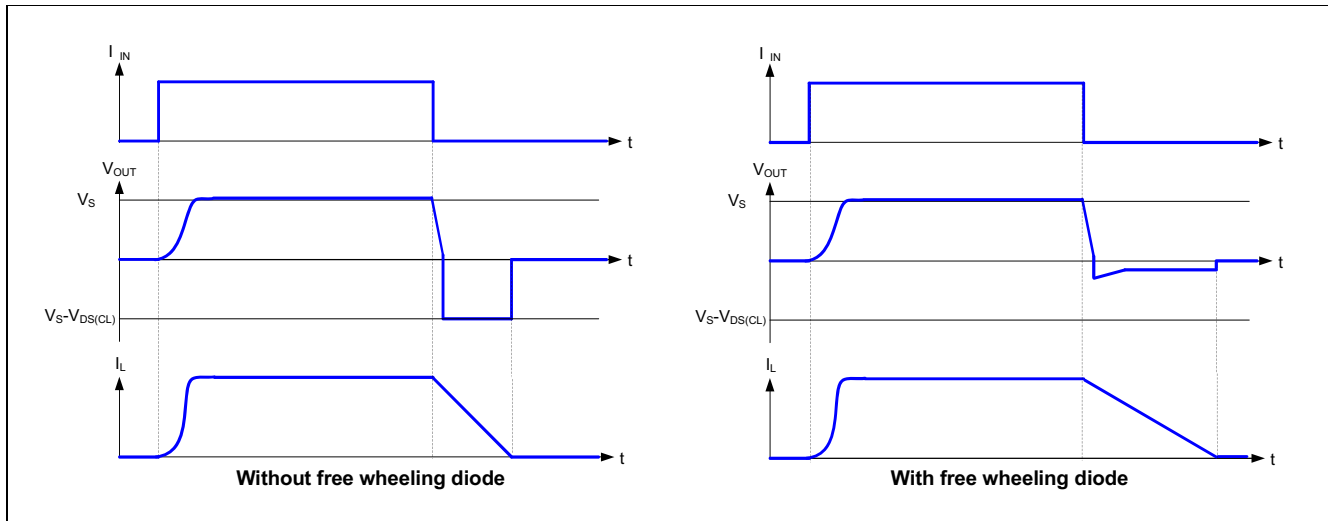 I IN
t
VOUT
VS
t
VS-VDS(CL)
IL
t
Without free wheeling diode
I IN
t
VOUT
VS
t
VS-VDS(CL)
IL
t
With free wheeling diode